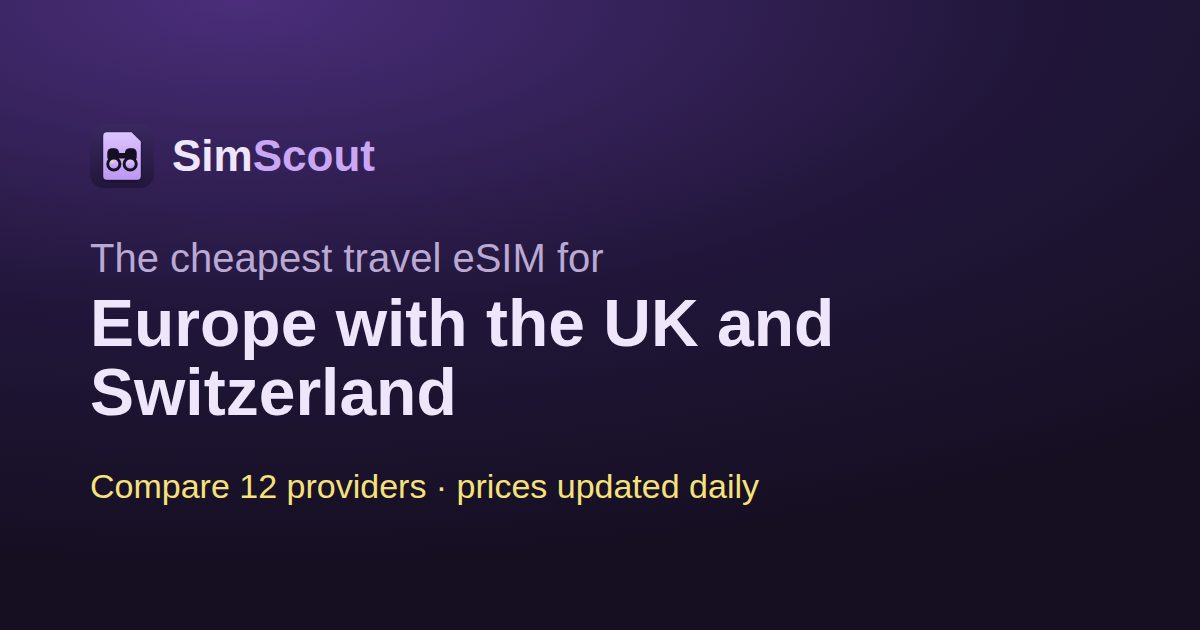 SimScout
The cheapest travel eSIM for
Europe with the UK and
Switzerland
Compare 12 providers · prices updated daily